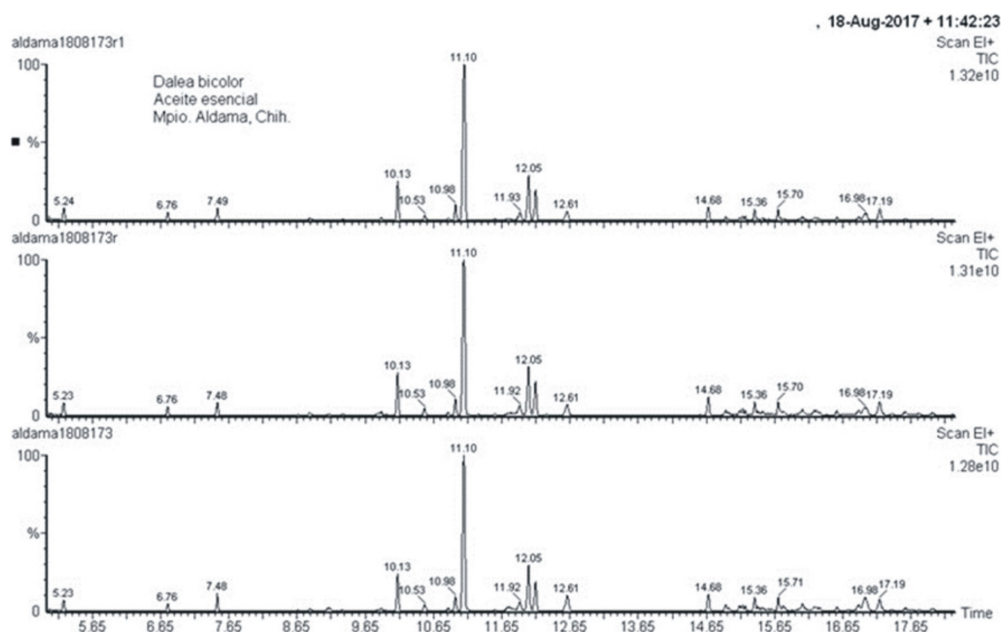 , 18-Aug-2017 + 11:42:23
aldama1808173r1
Scan EI+
TIC
1.32e10
100
%
0
Dalea bicolor
Aceite esencial
Mpio. Aldama, Chih.
5.24 6.76 7.49 10.13 10.53 10.98 11.10 11.93 12.05 12.61 14.68 15.36 15.70 16.98 17.19
aldama1808173r
Scan EI+
TIC
1.31e10
100
%
0
5.23 6.76 7.48 10.13 10.53 10.98 11.10 11.92 12.05 12.61 14.68 15.36 15.70 16.98 17.19
aldama1808173
Scan EI+
TIC
1.28e10
100
%
0
5.23 6.76 7.48 10.13 10.53 10.98 11.10 11.92 12.05 12.61 14.68 15.36 15.71 16.98 17.19
Time
5.65 6.65 7.65 8.65 9.65 10.65 11.65 12.65 13.65 14.65 15.65 16.65 17.65